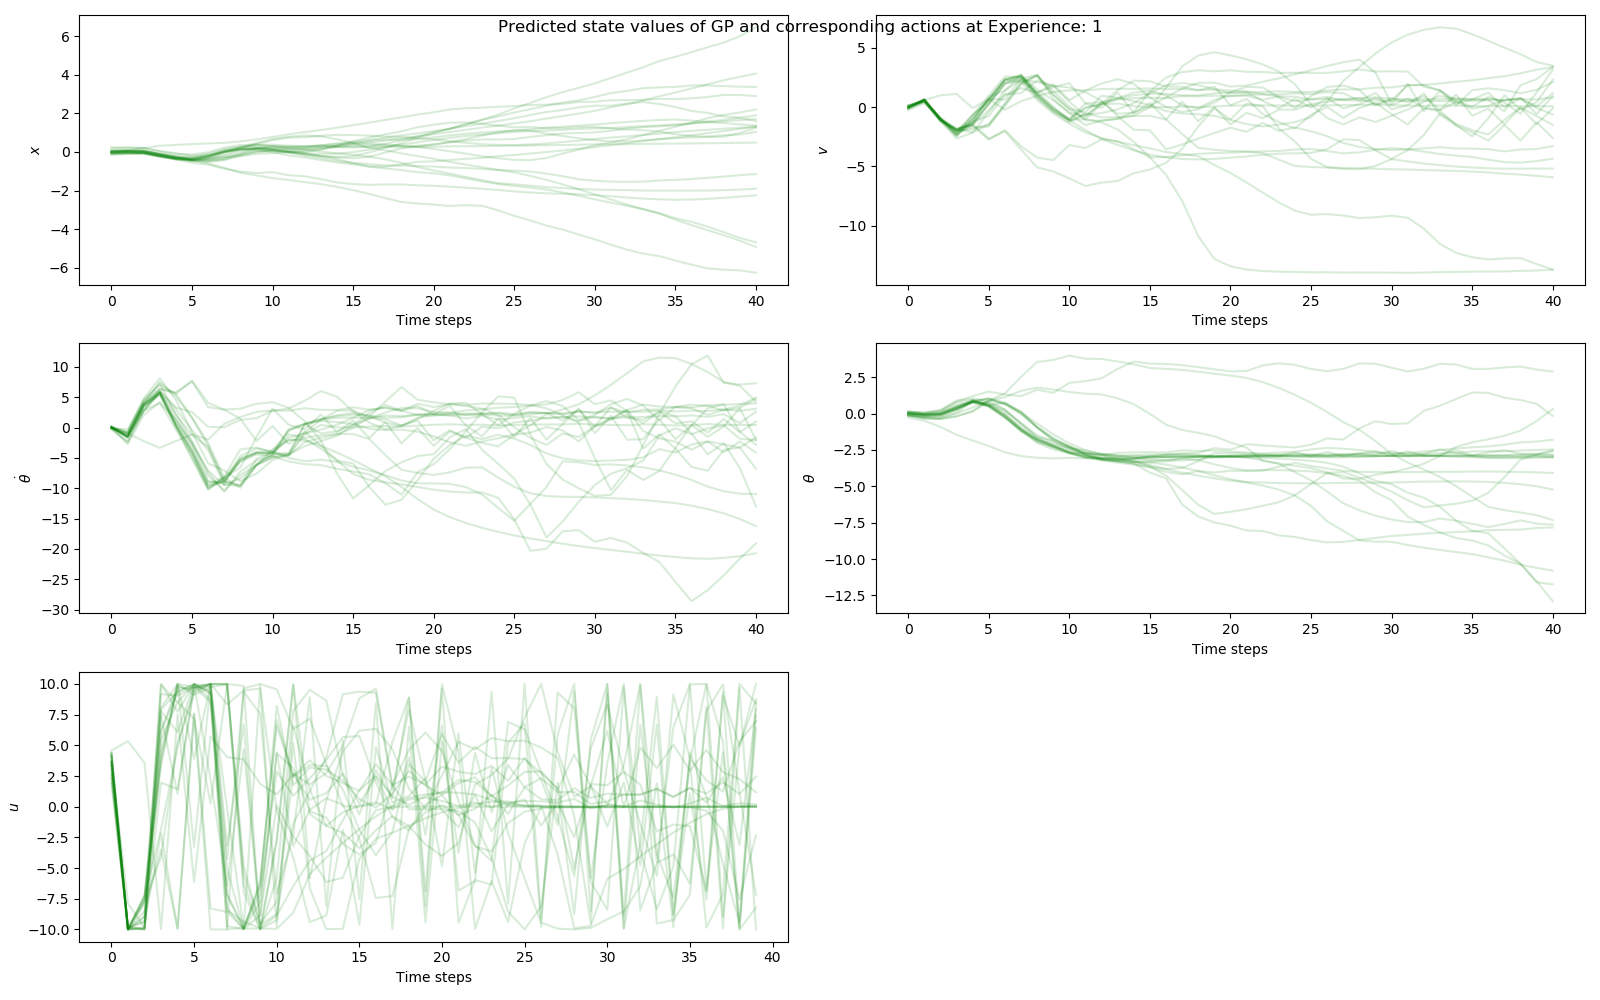 Predicted state values of GP and corresponding actions at Experience: 1
6
4
2
0
−2
−4
−6
x
0 5 10 15 20 25 30 35 40
Time steps
5
0
−5
−10
v
0 5 10 15 20 25 30 35 40
Time steps
10
5
0
−5
−10
−15
−20
−25
−30
θ̇
0 5 10 15 20 25 30 35 40
Time steps
2.5
0.0
−2.5
−5.0
−7.5
−10.0
−12.5
θ
0 5 10 15 20 25 30 35 40
Time steps
10.0
7.5
5.0
2.5
0.0
−2.5
−5.0
−7.5
−10.0
u
0 5 10 15 20 25 30 35 40
Time steps